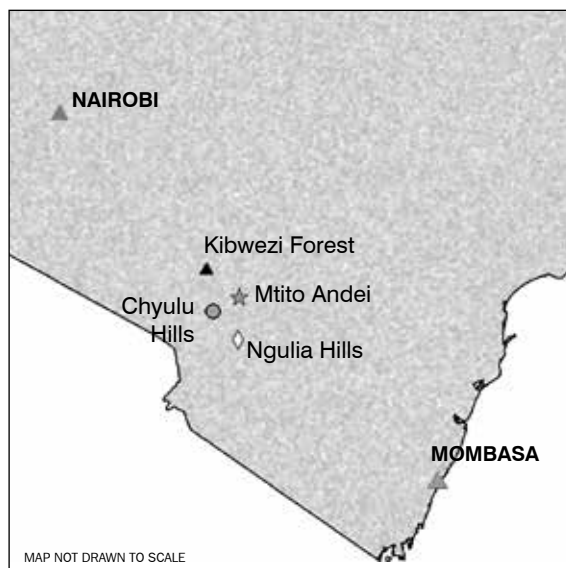 NAIROBI
Kibwezi Forest
Mtito Andei
Chyulu
Hills
Ngulia Hills
MOMBASA
MAP NOT DRAWN TO SCALE